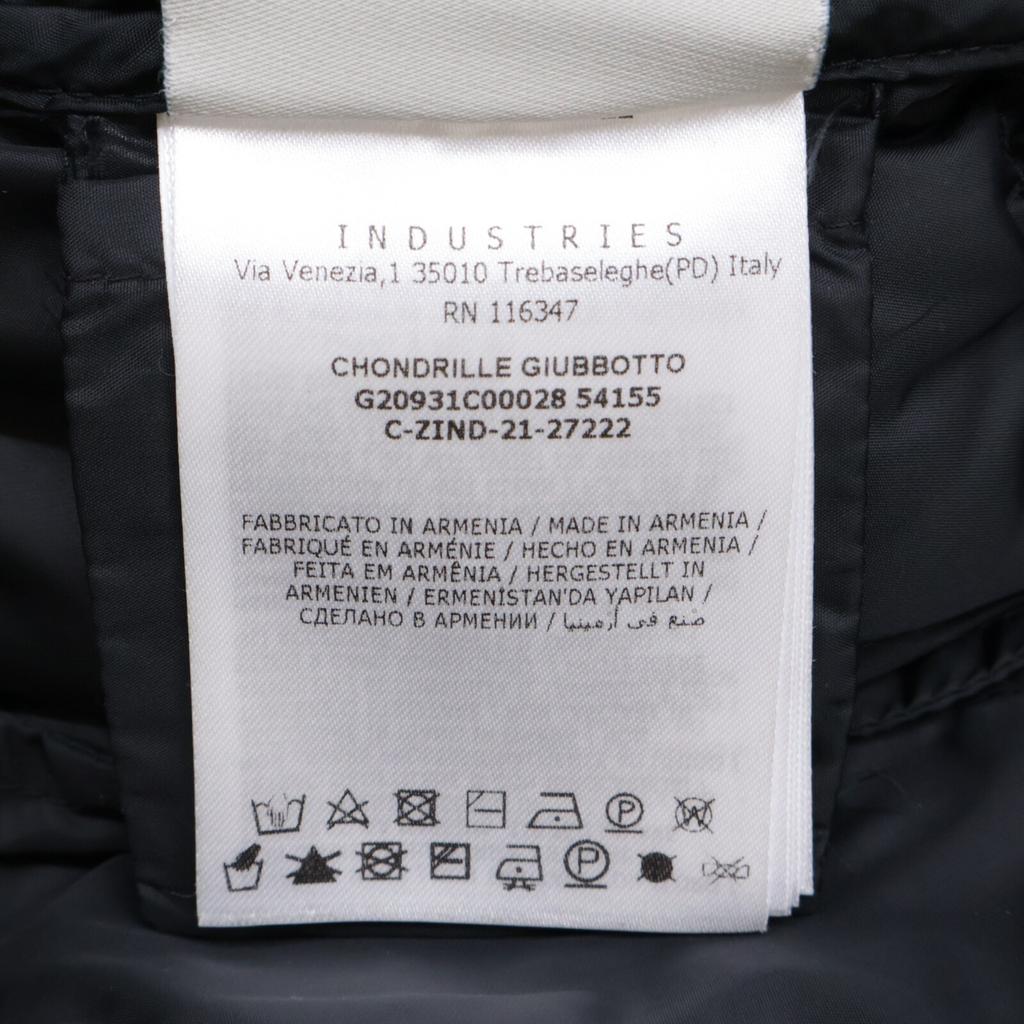 INDUSTRIES
Via Venezia,1 35010 Trebaseleghe(PD) Italy
RN 116347
CHONDRILLE GIUBBOTTO
G20931C00028 54155
C-ZIND-21-27222
FABBRICATO IN ARMENIA / MADE IN ARMENIA /
FABRIQUÉ EN ARMÉNIE / HECHO EN ARMENIA /
FEITA EM ARMÊNIA / HERGESTELLT IN
ARMENIEN / ERMENİSTAN'DA YAPILAN /
СДЕЛАНО В АРМЕНИИ / صنع في أرمينيا
P W
P